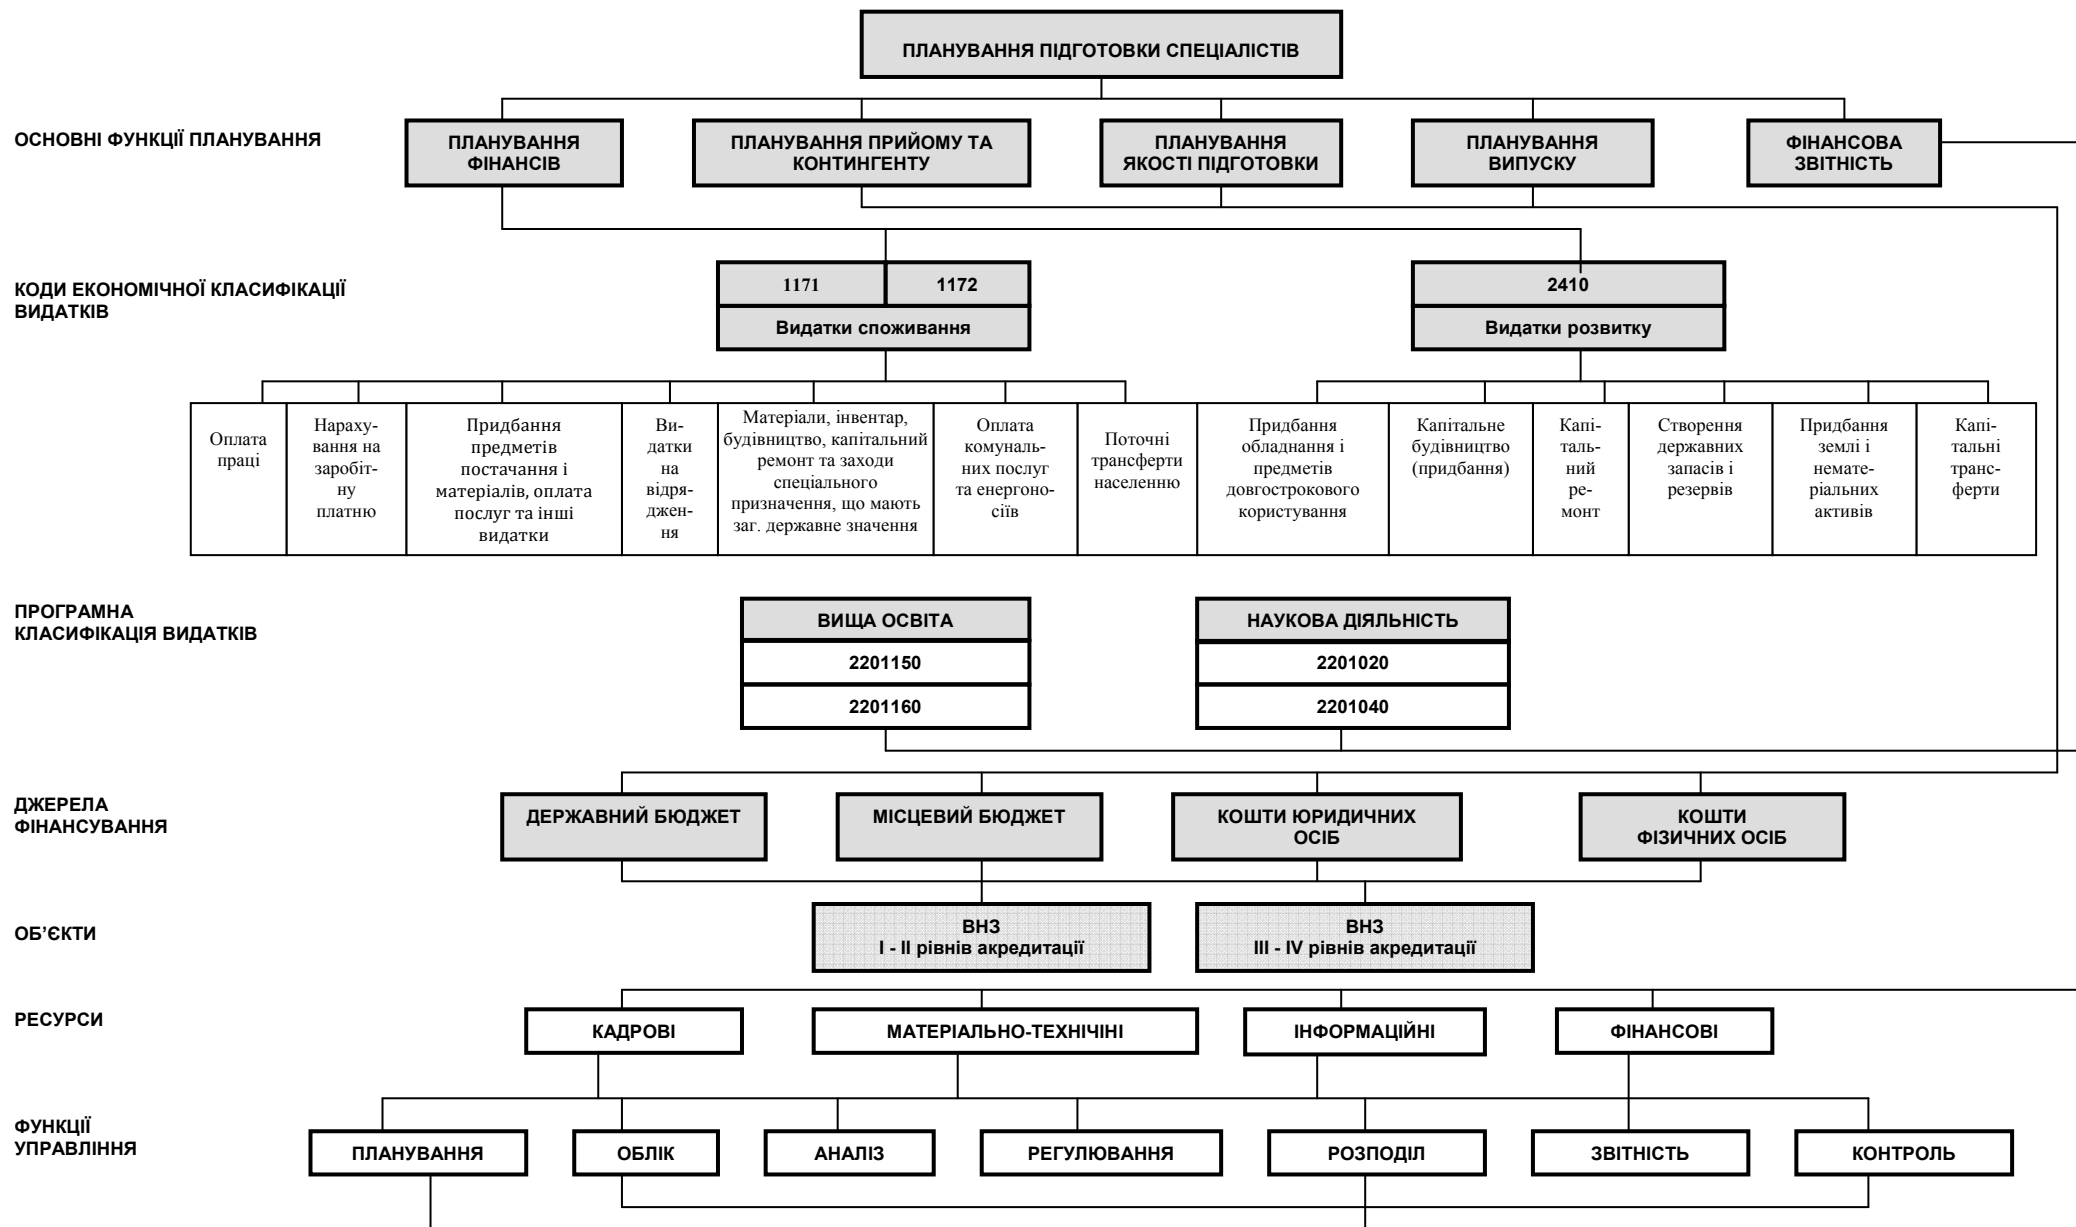 ПЛАНУВАННЯ ПІДГОТОВКИ СПЕЦІАЛІСТІВ
ОСНОВНІ ФУНКЦІЇ ПЛАНУВАННЯ
ПЛАНУВАННЯ
ФІНАНСІВ
ПЛАНУВАННЯ ПРИЙОМУ ТА
КОНТИНГЕНТУ
ПЛАНУВАННЯ
ЯКОСТІ ПІДГОТОВКИ
ПЛАНУВАННЯ
ВИПУСКУ
ФІНАНСОВА
ЗВІТНІСТЬ
КОДИ ЕКОНОМІЧНОЇ КЛАСИФІКАЦІЇ
ВИДАТКІВ
1171
1172
Видатки споживання
2410
Видатки розвитку
Оплата
праці
Нараху-
вання на
заробіт-
ну
платню
Придбання
предметів
постачання і
матеріалів, оплата
послуг та інші
видатки
Ви-
датки
на
відря-
джен-
ня
Матеріали, інвентар,
будівництво, капітальний
ремонт та заходи
спеціального
призначення, що мають
заг. державне значення
Оплата
комуналь-
них послуг
та енергоно-
сіїв
Поточні
трансферти
населенню
Придбання
обладнання і
предметів
довгострокового
користування
Капітальне
будівництво
(придбання)
Капі-
таль-
ний
ре-
монт
Створення
державних
запасів і
резервів
Придбання
землі і
немате-
ріальних
активів
Капі-
тальні
транс-
ферти
ПРОГРАМНА
КЛАСИФІКАЦІЯ ВИДАТКІВ
ВИЩА ОСВІТА
2201150
2201160
НАУКОВА ДІЯЛЬНІСТЬ
2201020
2201040
ДЖЕРЕЛА
ФІНАНСУВАННЯ
ДЕРЖАВНИЙ БЮДЖЕТ
МІСЦЕВИЙ БЮДЖЕТ
КОШТИ ЮРИДИЧНИХ
ОСІБ
КОШТИ
ФІЗИЧНИХ ОСІБ
ОБ’ЄКТИ
ВНЗ
І - ІІ рівнів акредитації
ВНЗ
ІІІ - ІV рівнів акредитації
РЕСУРСИ
КАДРОВІ
МАТЕРІАЛЬНО-ТЕХНІЧІНІ
ІНФОРМАЦІЙНІ
ФІНАНСОВІ
ФУНКЦІЇ
УПРАВЛІННЯ
ПЛАНУВАННЯ
ОБЛІК
АНАЛІЗ
РЕГУЛЮВАННЯ
РОЗПОДІЛ
ЗВІТНІСТЬ
КОНТРОЛЬ